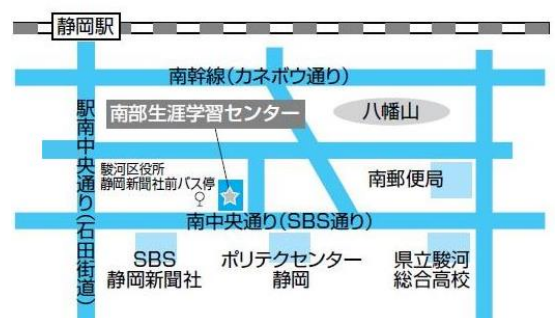 静岡駅
南幹線(カネボウ通り)
南部生涯学習センター
八幡山
駅南中央通り(石田街道)
駿河区役所
静岡新聞社前バス停
南郵便局
南中央通り(SBS通り)
SBS
静岡新聞社
ポリテクセンター
静岡
県立駿河
総合高校